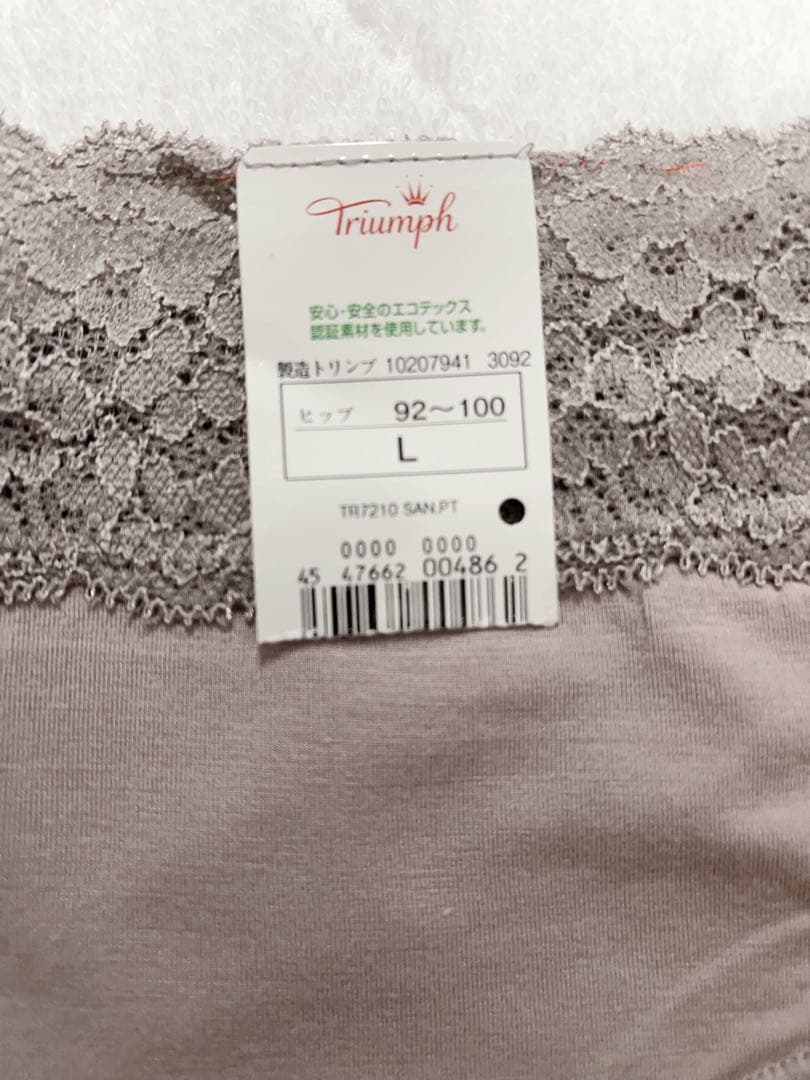 Triumph
安心・安全のエコテックス
認証素材を使用しています。
製造トリンプ 10207941 3092
ヒップ 92～100
L
TR7210 SAN.PT
0000 0000
45 47662 00486 2